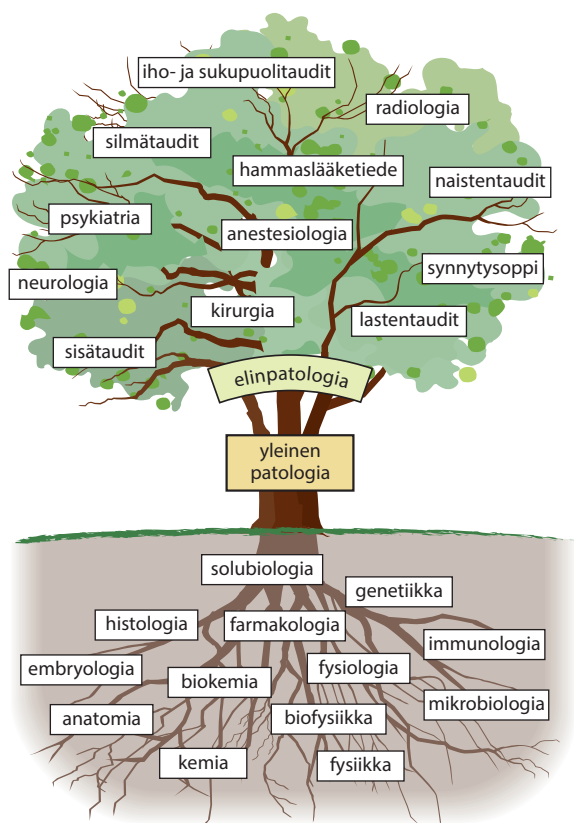 iho- ja sukupuolitaudit
radiologia
silmätaudit
hammaslääketiede
naistentaudit
psykiatria
anestesiologia
synnytysoppi
neurologia
kirurgia
lastentaudit
sisätaudit
elinpatologia
yleinen
patologia
solubiologia
genetiikka
histologia
farmakologia
immunologia
embryologia
biokemia
fysiologia
mikrobiologia
anatomia
biofysiikka
kemia
fysiikka